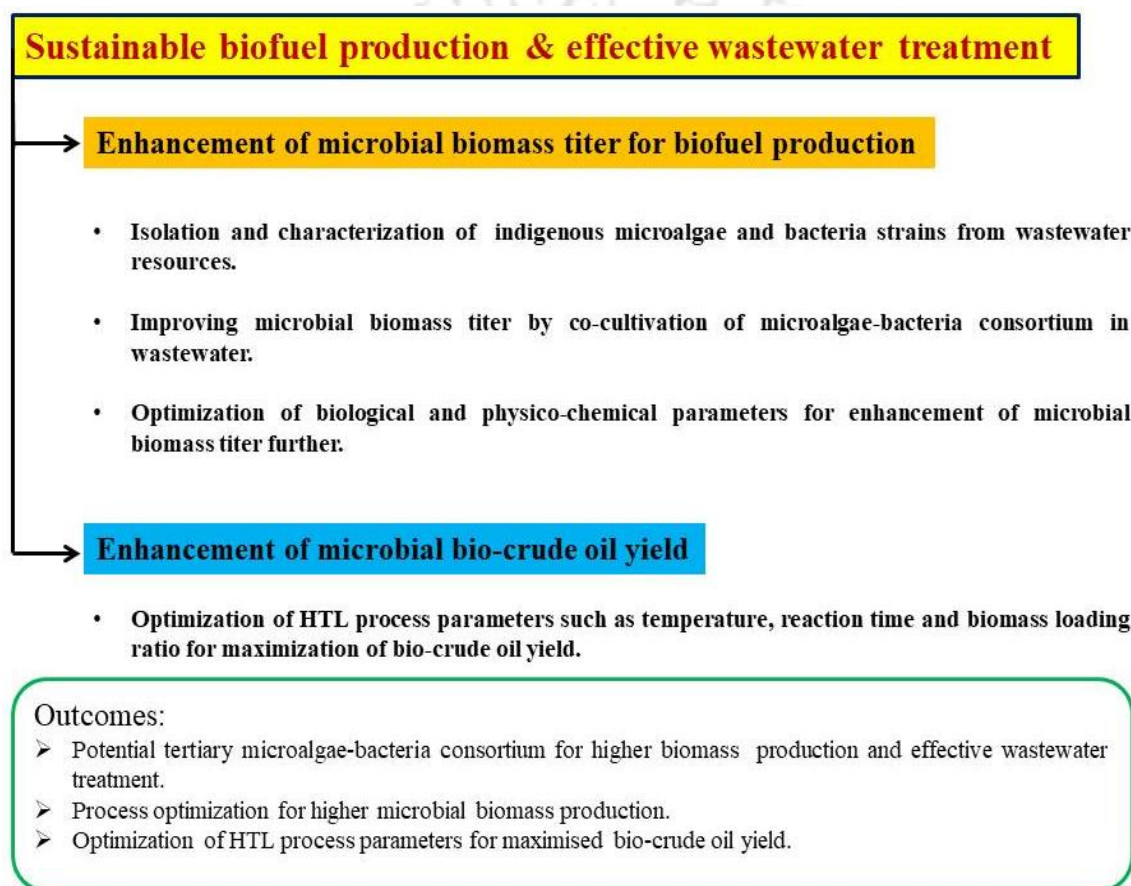 Sustainable biofuel production & effective wastewater treatment
Enhancement of microbial biomass titer for biofuel production
• Isolation and characterization of indigenous microalgae and bacteria strains from wastewater
resources.
• Improving microbial biomass titer by co-cultivation of microalgae-bacteria consortium in
wastewater.
• Optimization of biological and physico-chemical parameters for enhancement of microbial
biomass titer further.
Enhancement of microbial bio-crude oil yield
• Optimization of HTL process parameters such as temperature, reaction time and biomass loading
ratio for maximization of bio-crude oil yield.
Outcomes:
➢ Potential tertiary microalgae-bacteria consortium for higher biomass production and effective wastewater
treatment.
➢ Process optimization for higher microbial biomass production.
➢ Optimization of HTL process parameters for maximised bio-crude oil yield.